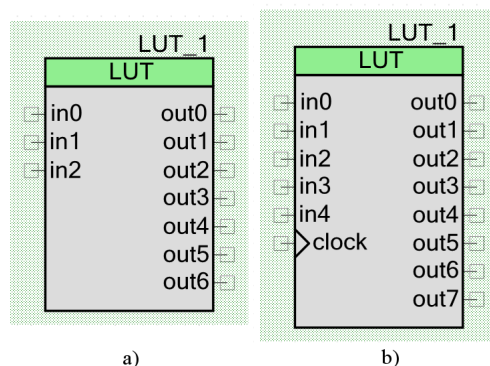 LUT_1
LUT
in0 out0
in1 out1
in2 out2
out3
out4
out5
out6
a)
LUT_1
LUT
in0 out0
in1 out1
in2 out2
in3 out3
in4 out4
clock out5
out6
out7
b)